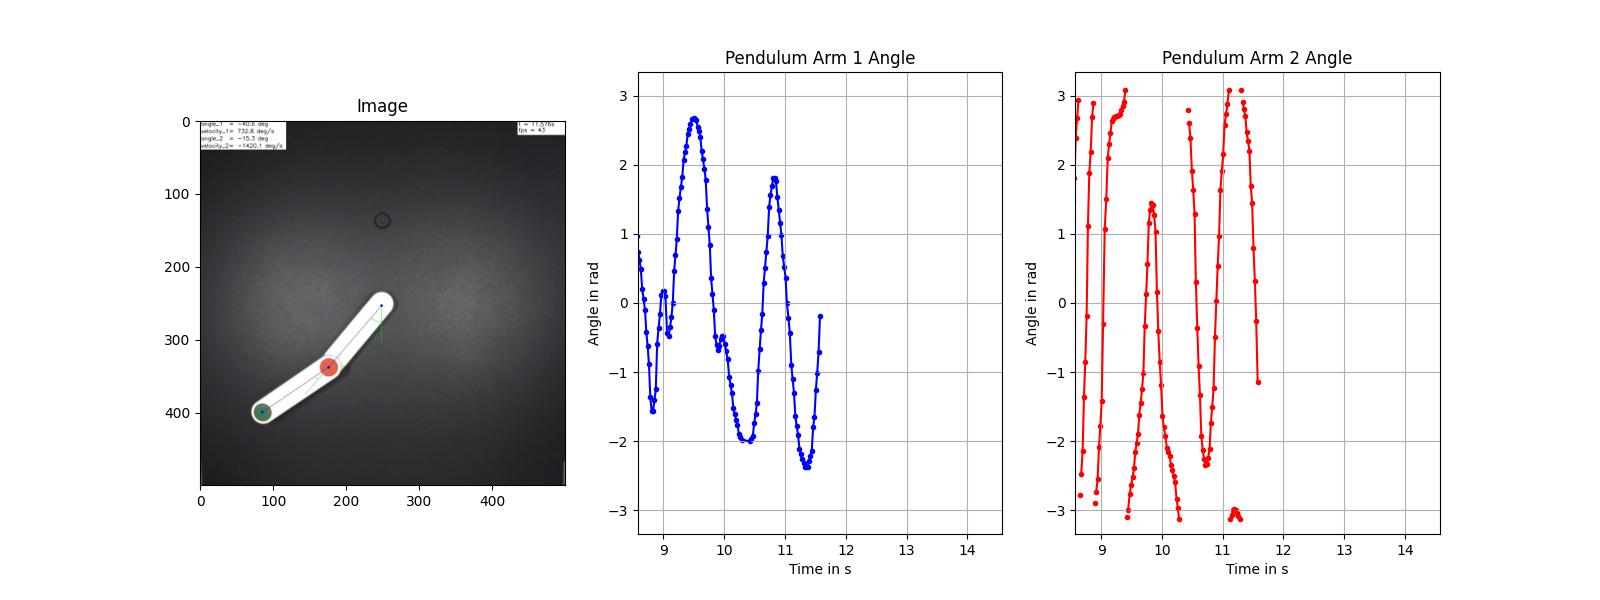 Image
angle_1 = -40.6 deg
velocity_1= 732.8 deg/s
angle_2 = -15.3 deg
velocity_2= -1420.1 deg/s
t = 11.576s
fps = 43
0
100
200
300
400
0 100 200 300 400
Pendulum Arm 1 Angle
Angle in rad
3
2
1
0
−1
−2
−3
9 10 11 12 13 14
Time in s
Pendulum Arm 2 Angle
Angle in rad
3
2
1
0
−1
−2
−3
9 10 11 12 13 14
Time in s